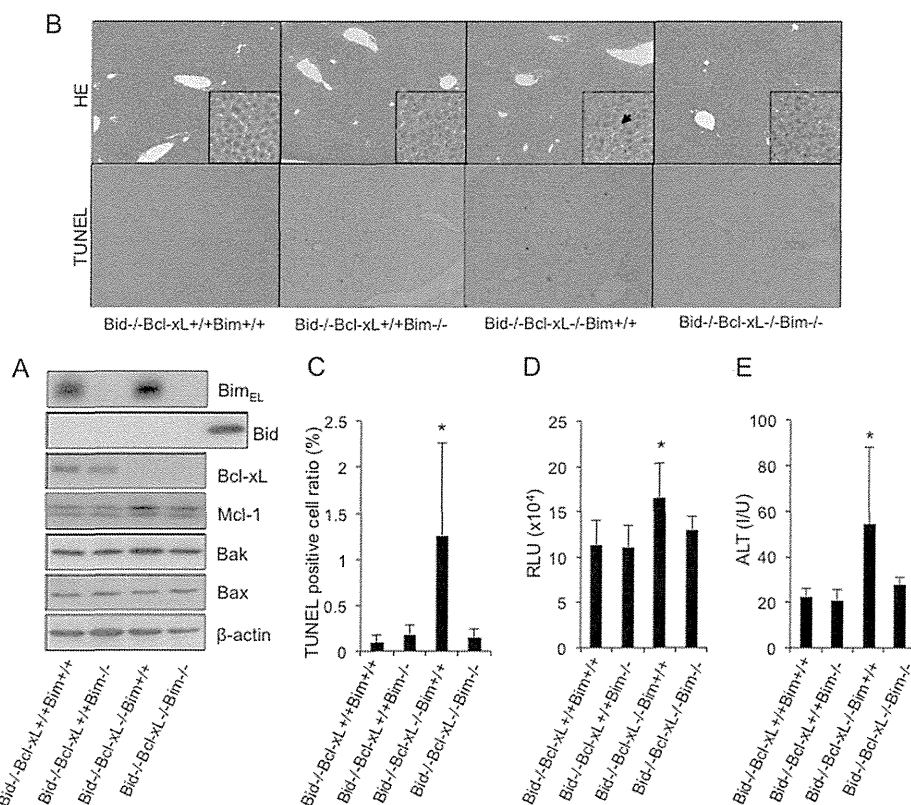 B
HE
TUNEL
Bid-/-Bcl-xL+/+Bim+/+
Bid-/-Bcl-xL+/+Bim-/-
Bid-/-Bcl-xL-/-Bim+/+
Bid-/-Bcl-xL-/-Bim-/-
A
BimEL
Bid
Bcl-xL
Mcl-1
Bak
Bax
β-actin
Bid-/-Bcl-xL+/+Bim+/+
Bid-/-Bcl-xL+/+Bim-/-
Bid-/-Bcl-xL-/-Bim+/+
Bid-/-Bcl-xL-/-Bim-/-
C
TUNEL positive cell ratio (%)
2.5
2
1.5
1
0.5
0
*
Bid-/-Bcl-xL+/+Bim+/+
Bid-/-Bcl-xL+/+Bim-/-
Bid-/-Bcl-xL-/-Bim+/+
Bid-/-Bcl-xL-/-Bim-/-
D
RLU (x10⁴)
25
20
15
10
5
0
*
Bid-/-Bcl-xL+/+Bim+/+
Bid-/-Bcl-xL+/+Bim-/-
Bid-/-Bcl-xL-/-Bim+/+
Bid-/-Bcl-xL-/-Bim-/-
E
ALT (I/U)
100
80
60
40
20
0
*
Bid-/-Bcl-xL+/+Bim+/+
Bid-/-Bcl-xL+/+Bim-/-
Bid-/-Bcl-xL-/-Bim+/+
Bid-/-Bcl-xL-/-Bim-/-